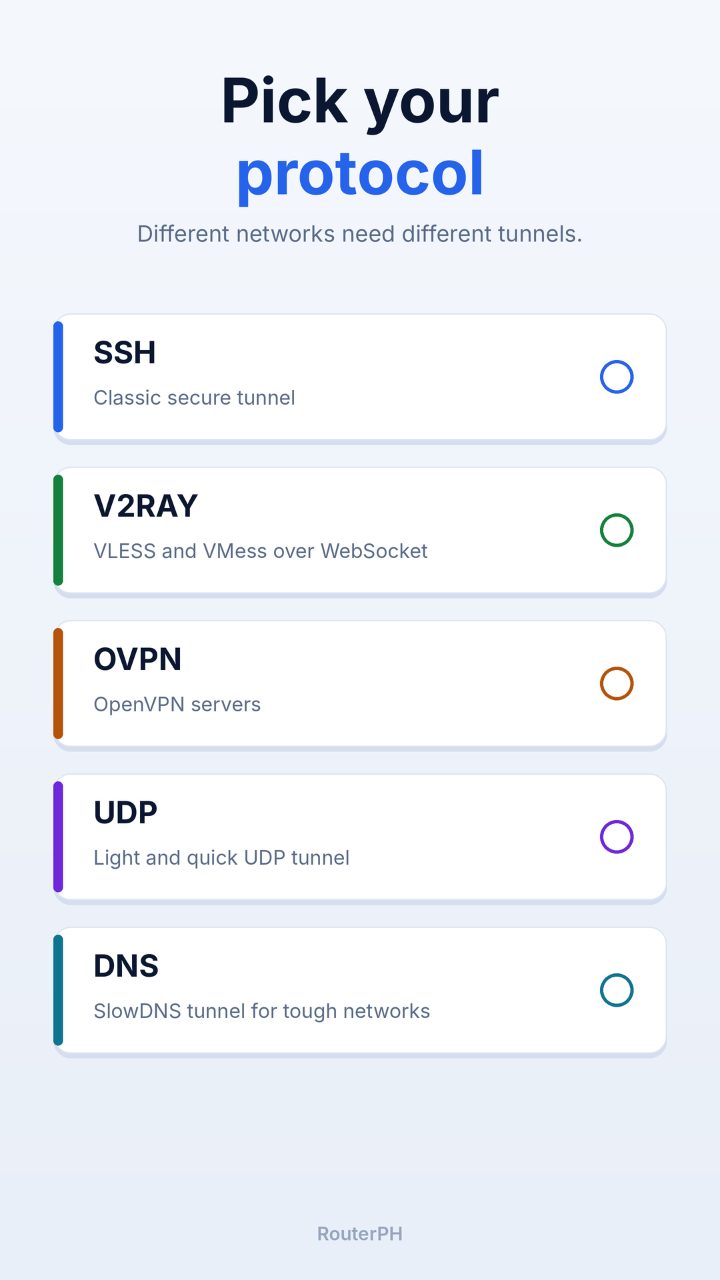 Pick your
protocol
Different networks need different tunnels.
SSH
Classic secure tunnel
V2RAY
VLESS and VMess over WebSocket
OVPN
OpenVPN servers
UDP
Light and quick UDP tunnel
DNS
SlowDNS tunnel for tough networks
RouterPH